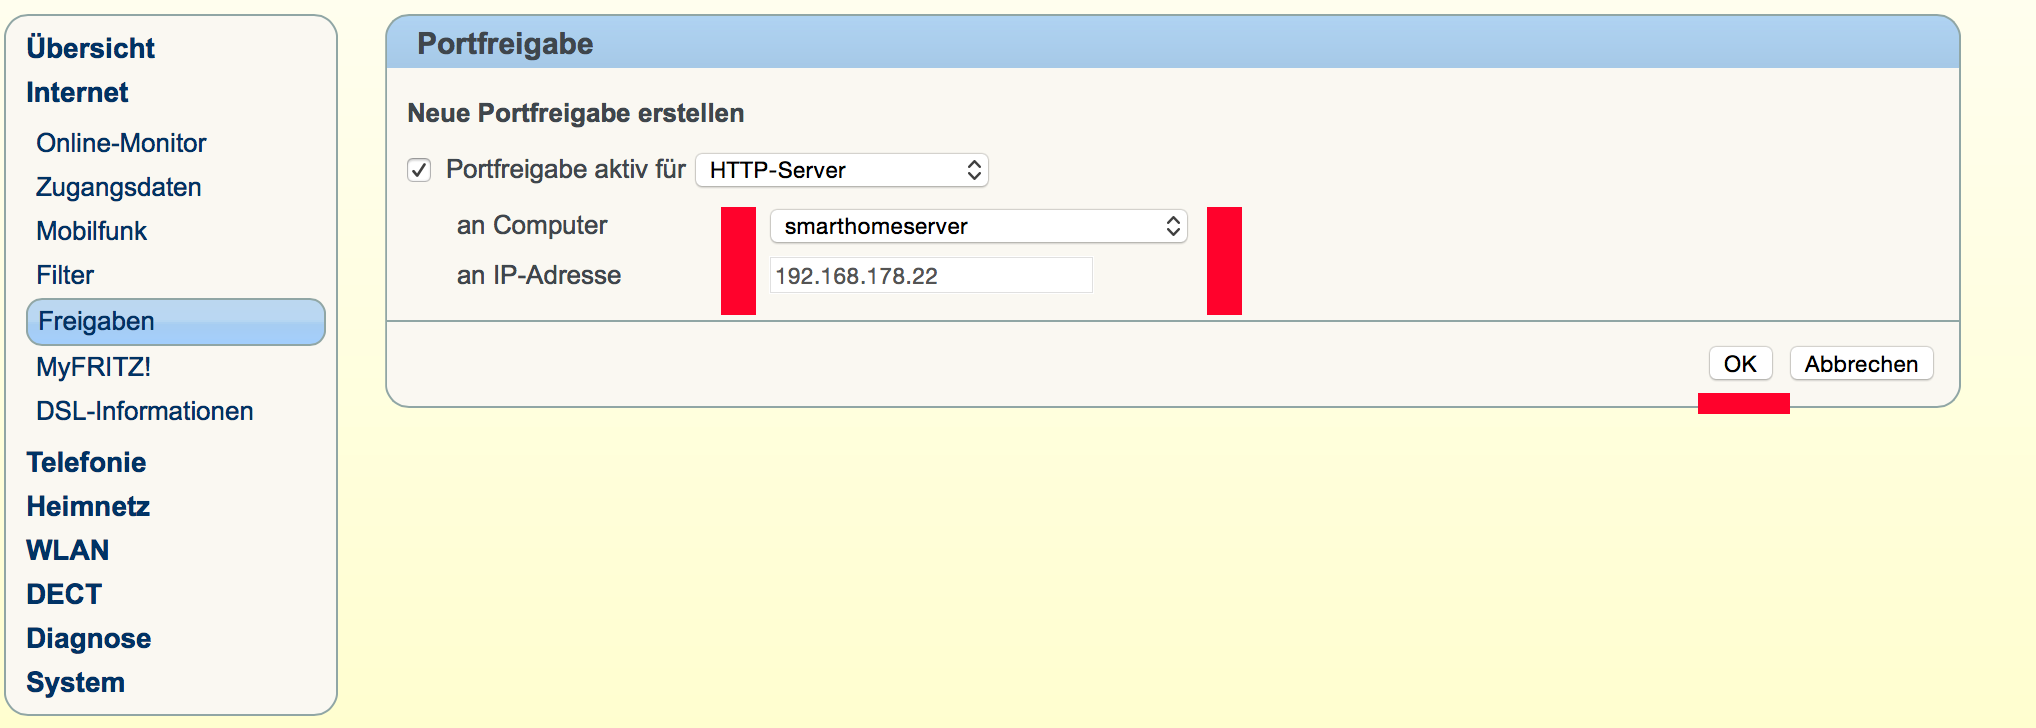 Übersicht
Internet
Online-Monitor
Zugangsdaten
Mobilfunk
Filter
Freigaben
MyFRITZ!
DSL-Informationen
Telefonie
Heimnetz
WLAN
DECT
Diagnose
System
Portfreigabe
Neue Portfreigabe erstellen
Portfreigabe aktiv für HTTP-Server
an Computer smarthomeserver
an IP-Adresse 192.168.178.22
OK Abbrechen